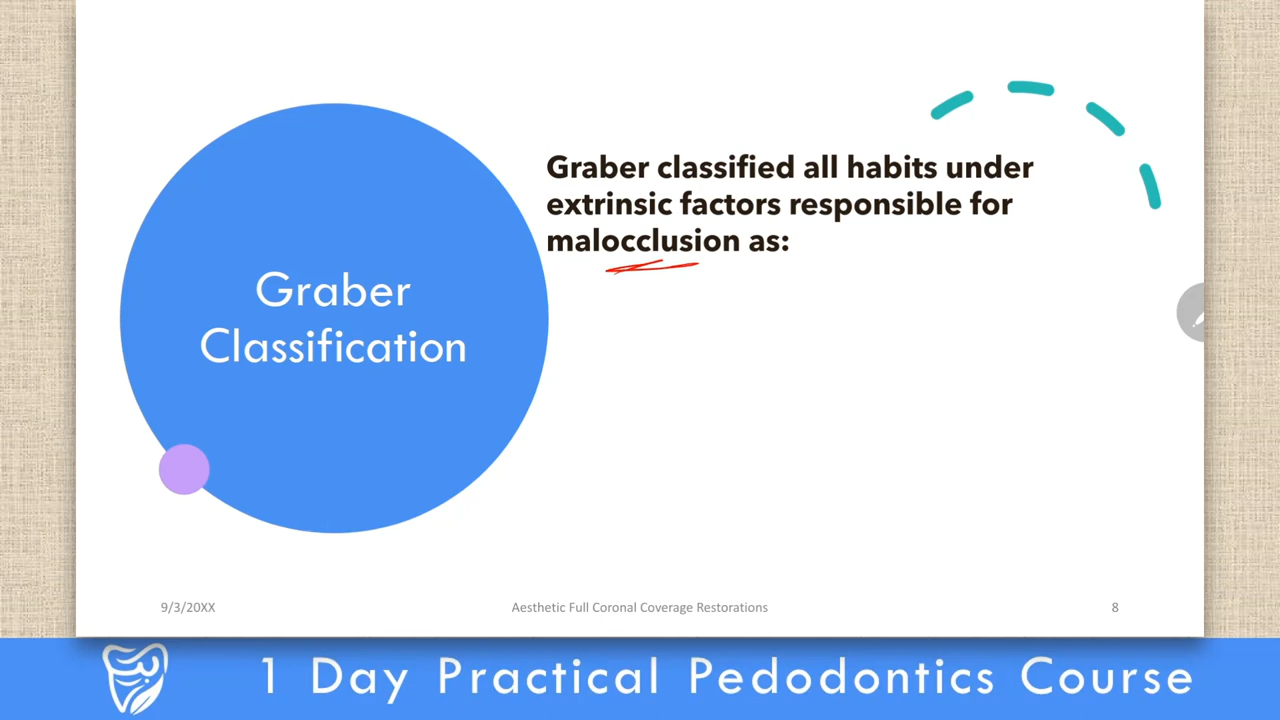 Graber classified all habits under
extrinsic factors responsible for
malocclusion as:
Graber
Classification
9/3/20XX
Aesthetic Full Coronal Coverage Restorations
8
1 Day Practical Pedodontics Course